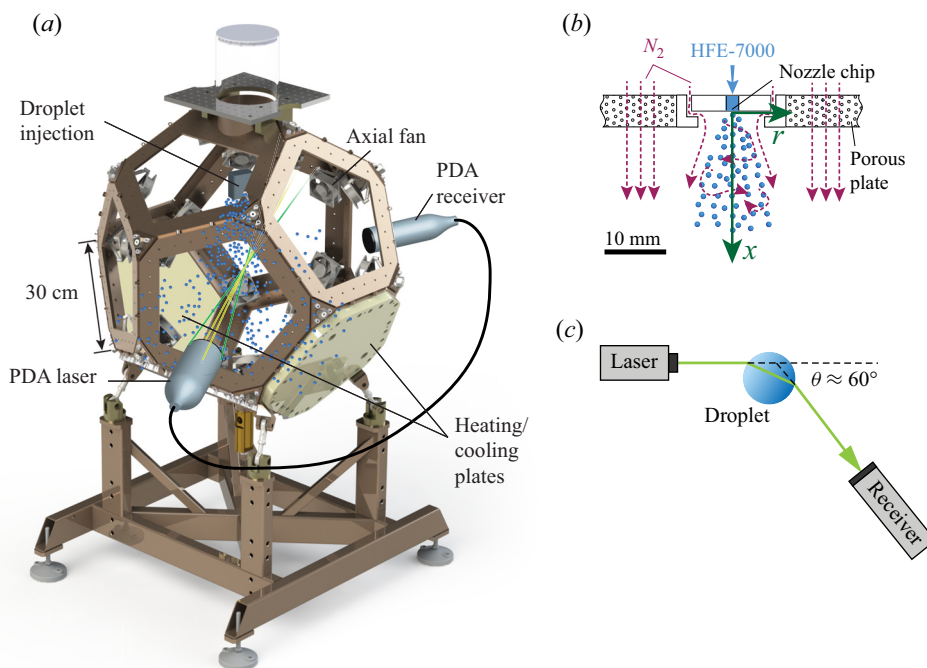 (a)
Droplet
injection
Axial fan
PDA
receiver
30 cm
PDA laser
Heating/
cooling
plates
(b)
N2
HFE-7000
Nozzle chip
r
Porous
plate
10 mm
x
(c)
Laser
θ ≈ 60°
Droplet
Receiver